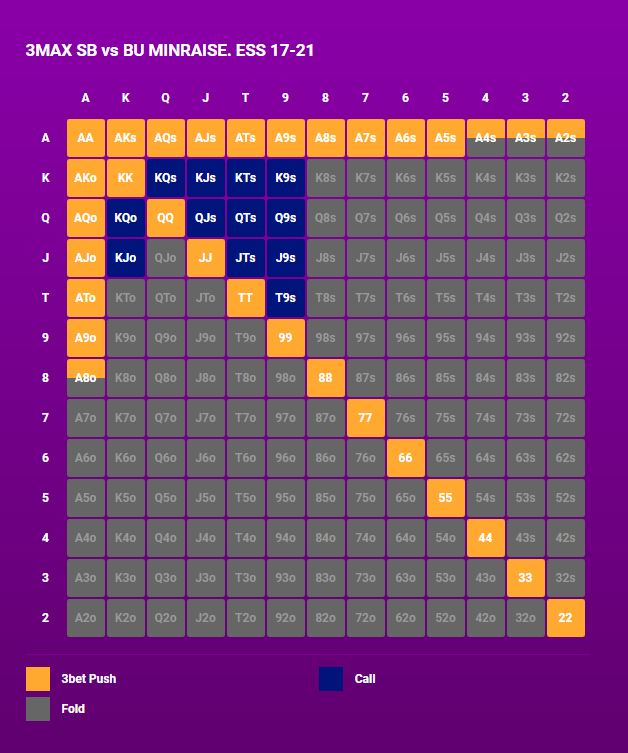 3MAX SB vs BU MINRAISE. ESS 17-21
A K Q J T 9 8 7 6 5 4 3 2
A AA AKs AQs AJs ATs A9s A8s A7s A6s A5s A4s A3s A2s
K AKo KK KQs KJs KTs K9s K8s K7s K6s K5s K4s K3s K2s
Q AQo KQo QQ QJs QTs Q9s Q8s Q7s Q6s Q5s Q4s Q3s Q2s
J AJo KJo QJo JJ JTs J9s J8s J7s J6s J5s J4s J3s J2s
T ATo KTo QTo JTo TT T9s T8s T7s T6s T5s T4s T3s T2s
9 A9o K9o Q9o J9o T9o 99 98s 97s 96s 95s 94s 93s 92s
8 A8o K8o Q8o J8o T8o 98o 88 87s 86s 85s 84s 83s 82s
7 A7o K7o Q7o J7o T7o 97o 87o 77 76s 75s 74s 73s 72s
6 A6o K6o Q6o J6o T6o 96o 86o 76o 66 65s 64s 63s 62s
5 A5o K5o Q5o J5o T5o 95o 85o 75o 65o 55 54s 53s 52s
4 A4o K4o Q4o J4o T4o 94o 84o 74o 64o 54o 44 43s 42s
3 A3o K3o Q3o J3o T3o 93o 83o 73o 63o 53o 43o 33 32s
2 A2o K2o Q2o J2o T2o 92o 82o 72o 62o 52o 42o 32o 22
3bet Push Call
Fold